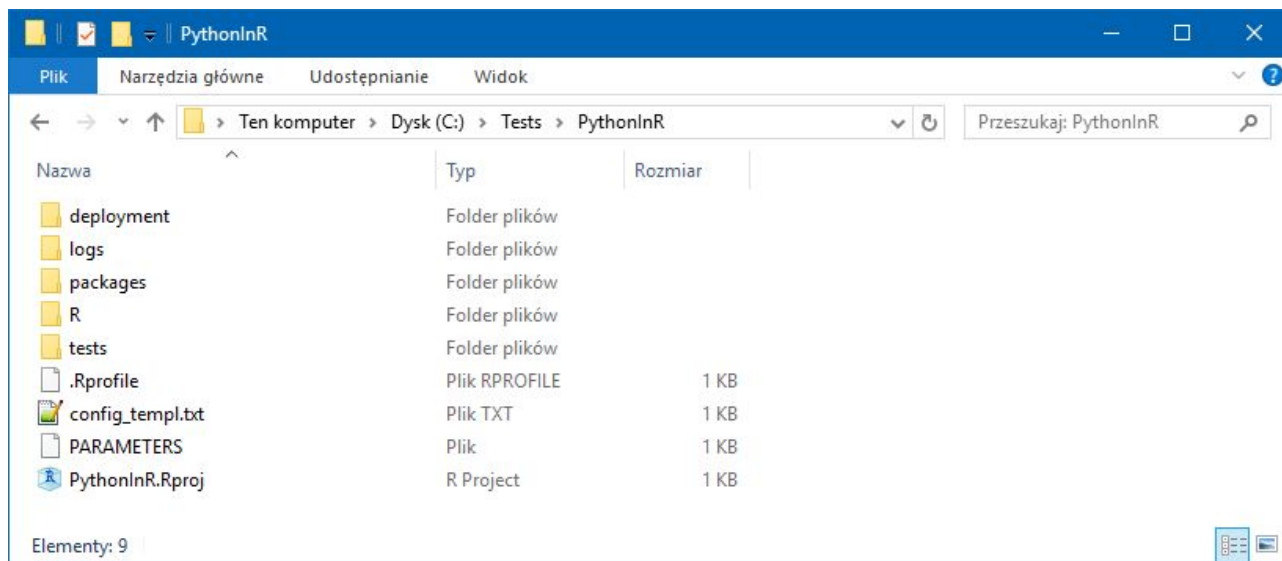 PythonInR
Plik Narzędzia główne Udostępnianie Widok
Ten komputer > Dysk (C:) > Tests > PythonInR Przeszukaj: PythonInR
Nazwa Typ Rozmiar
deployment Folder plików
logs Folder plików
packages Folder plików
R Folder plików
tests Folder plików
.Rprofile Plik RPROFILE 1 KB
config_templ.txt Plik TXT 1 KB
PARAMETERS Plik 1 KB
PythonInR.Rproj R Project 1 KB
Elementy: 9